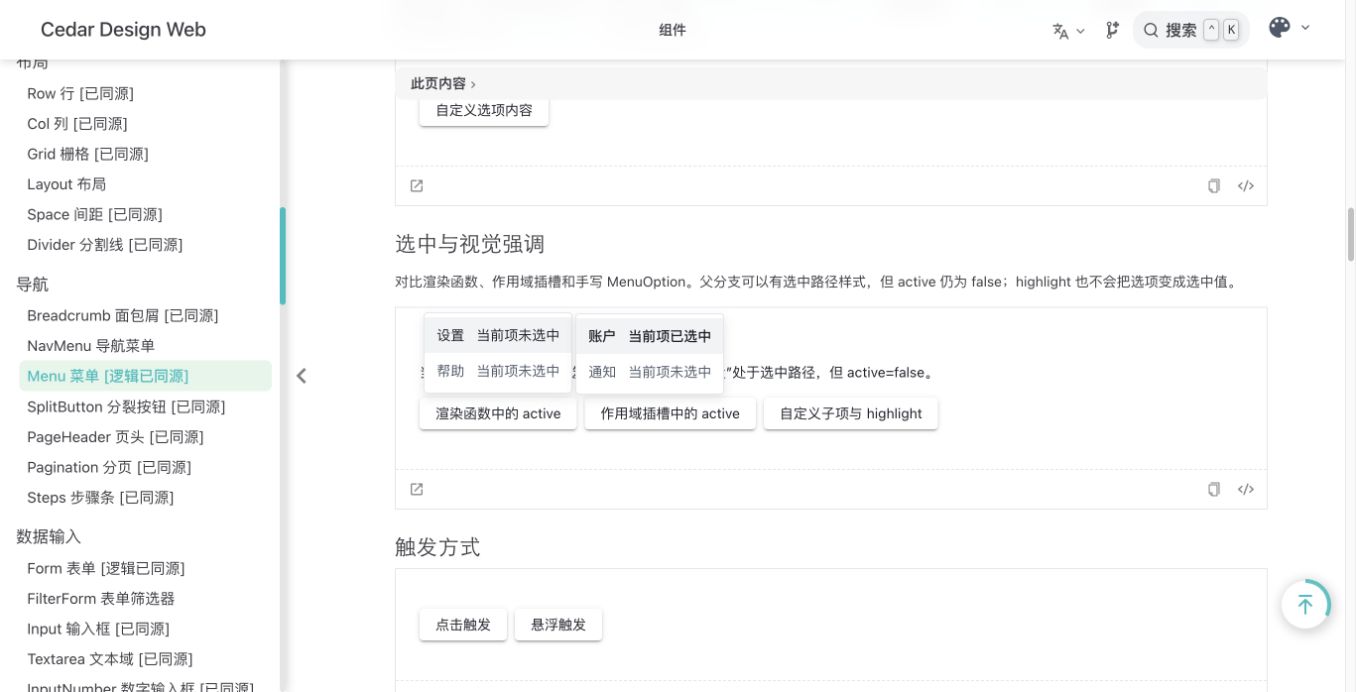 Cedar Design Web
组件
搜索 ^ K
布局
Row 行 [已同源]
Col 列 [已同源]
Grid 栅格 [已同源]
Layout 布局
Space 间距 [已同源]
Divider 分割线 [已同源]
导航
Breadcrumb 面包屑 [已同源]
NavMenu 导航菜单
Menu 菜单 [逻辑已同源]
SplitButton 分裂按钮 [已同源]
PageHeader 页头 [已同源]
Pagination 分页 [已同源]
Steps 步骤条 [已同源]
数据输入
Form 表单 [逻辑已同源]
FilterForm 表单筛选器
Input 输入框 [已同源]
Textarea 文本域 [已同源]
InputNumber 数字输入框 [已同源]
此页内容
自定义选项内容
选中与视觉强调
对比渲染函数、作用域插槽和手写 MenuOption。父分支可以有选中路径样式，但 active 仍为 false；highlight 也不会把选项变成选中值。
设置 当前项未选中
账户 当前项已选中
帮助 当前项未选中
通知 当前项未选中
”处于选中路径，但 active=false。
渲染函数中的 active
作用域插槽中的 active
自定义子项与 highlight
触发方式
点击触发
悬浮触发